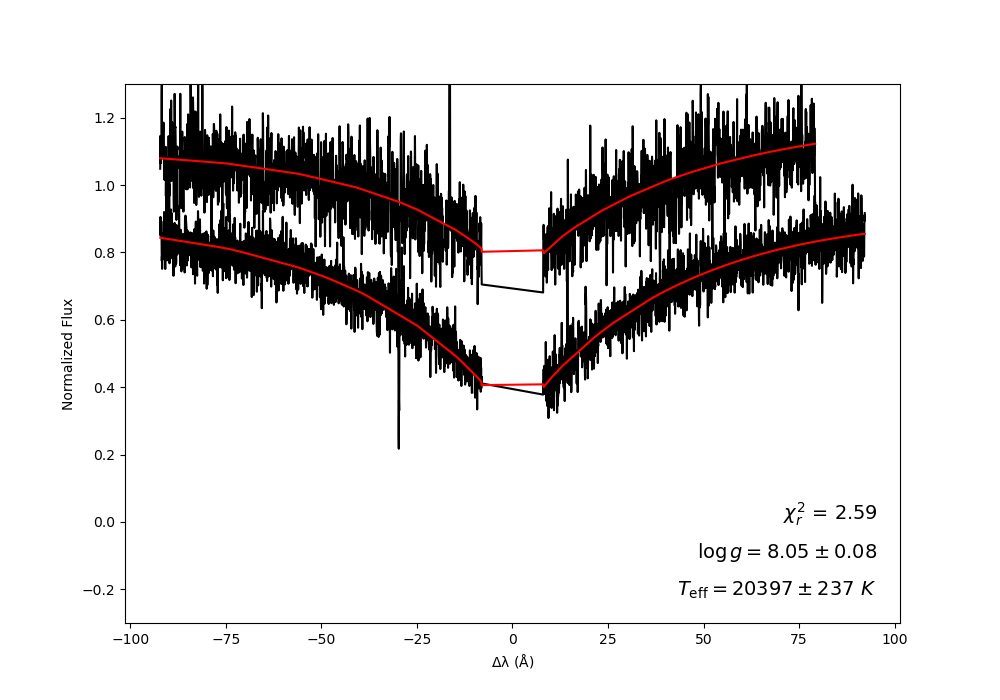 Normalized Flux
1.2
1.0
0.8
0.6
0.4
0.2
0.0
−0.2
χ²ᵣ = 2.59
log g = 8.05 ± 0.08
T_eff = 20397 ± 237 K
−100 −75 −50 −25 0 25 50 75 100
Δλ (Å)